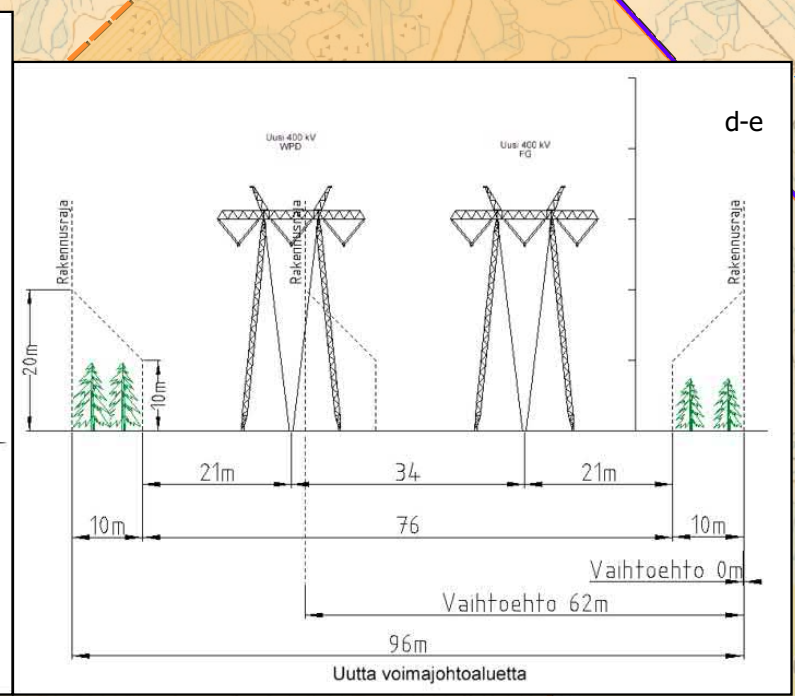 d-e
Uusi 400 kV
WPD
Uusi 400 kV
FG
Rakennusraja
Rakennusraja
Rakennusraja
20m
10m
21m
34
21m
10m
76
10m
Vaihtoehto 0m
Vaihtoehto 62m
96m
Uutta voimajohtoaluetta